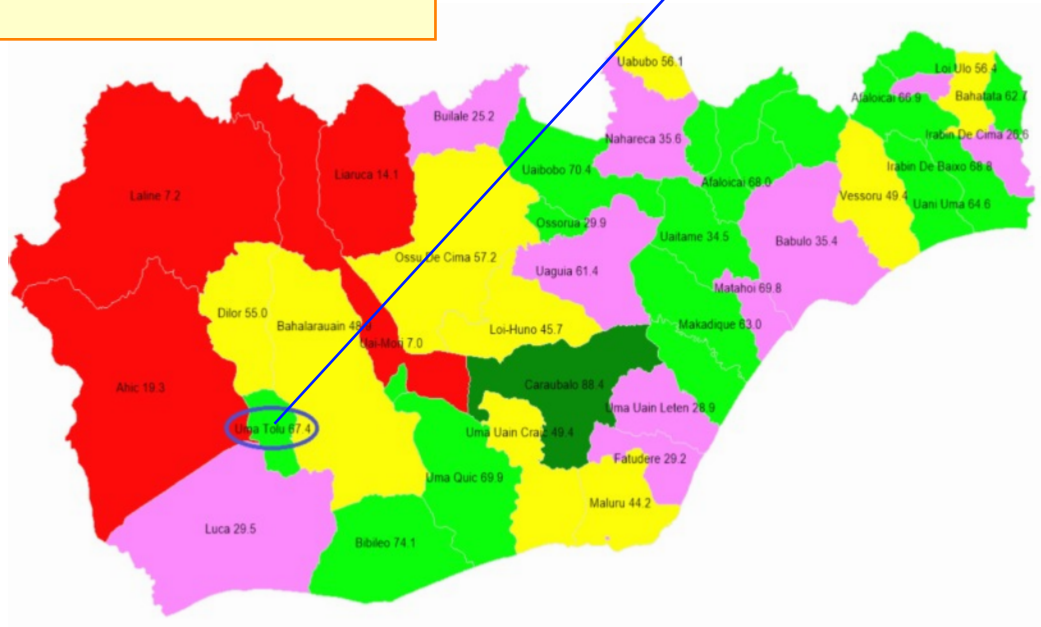 Uabubo 56.1
Loi Ulo 56.4
Afaloicai 66.9
Bahatata 62.7
Builale 25.2
Nahareca 35.6
Irabin De Cima 26.6
Irabin De Baixo 68.8
Laline 7.2
Liaruca 14.1
Uaibobo 70.4
Afaloicai 68.0
Vessoru 49.4
Uani Uma 64.6
Ossorua 29.9
Uaitame 34.5
Babulo 35.4
Ossu De Cima 57.2
Uaguia 61.4
Matahoi 69.8
Dilor 55.0
Bahalarauain
Loi-Huno 45.7
Makadique 63.0
Uai-Mori 7.0
Ahic 19.3
Caraubalo 88.4
Uma Uain Leten 28.9
Uma Tolu 67.4
Uma Uain Craic 49.4
Fatudere 29.2
Uma Quic 69.9
Maluru 44.2
Luca 29.5
Bibileo 74.1